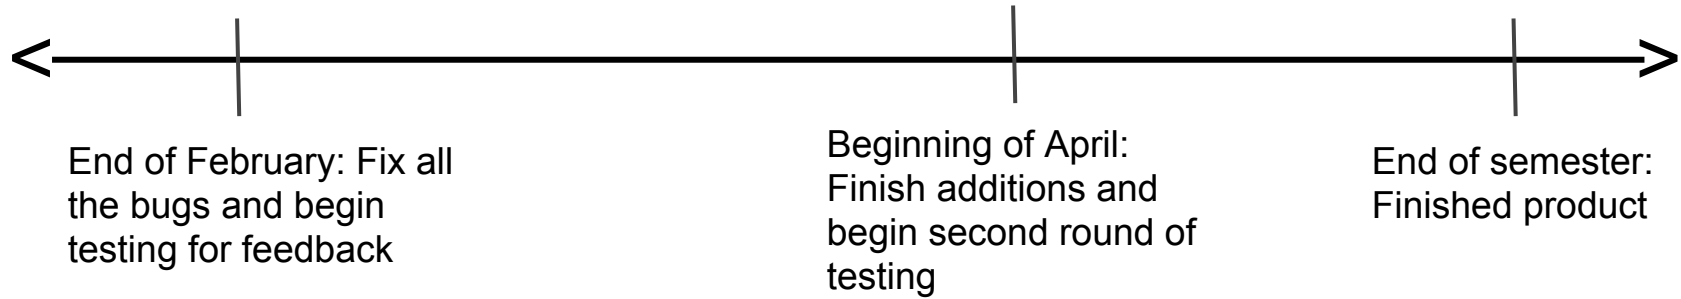 End of February: Fix all
the bugs and begin
testing for feedback
Beginning of April:
Finish additions and
begin second round of
testing
End of semester:
Finished product